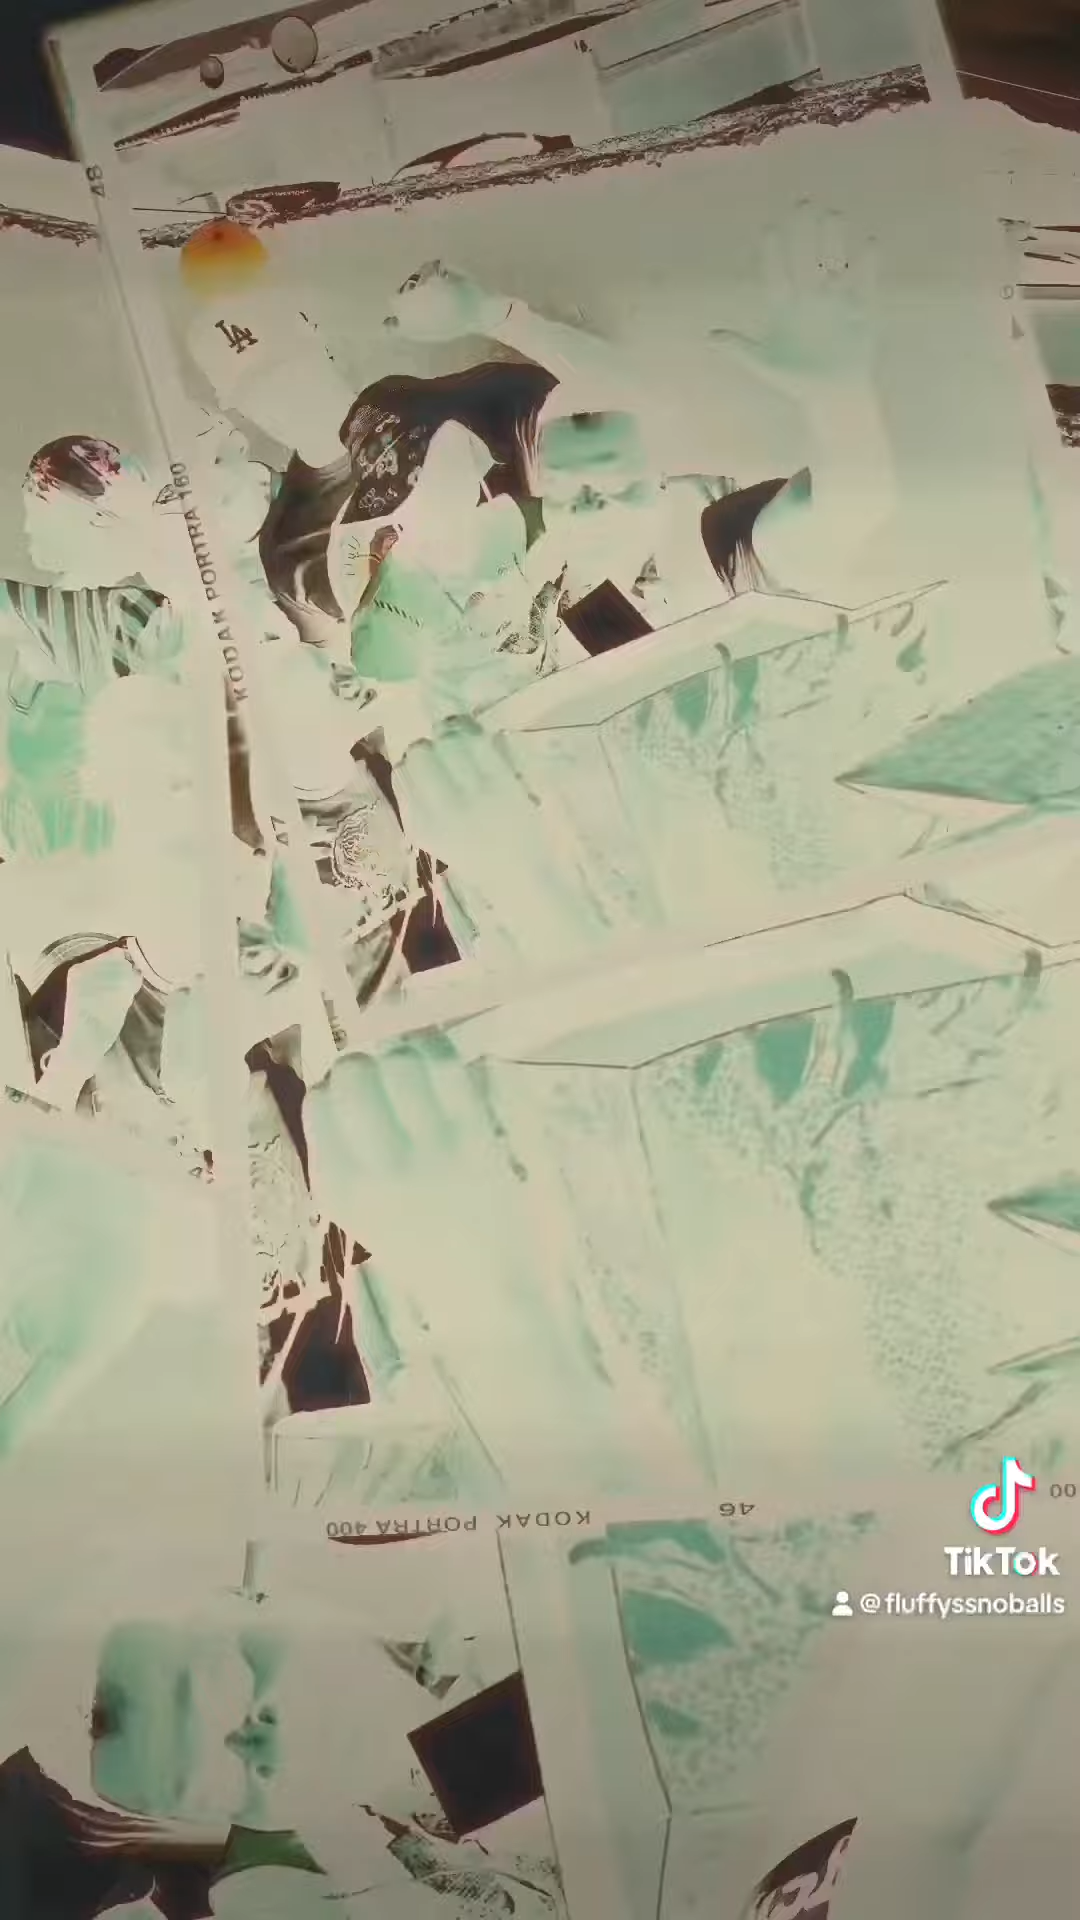 48
LA
KODAK PORTRA 160
47
KODAK PORTRA 400
46
00
TikTok
@fluffyssnoballs